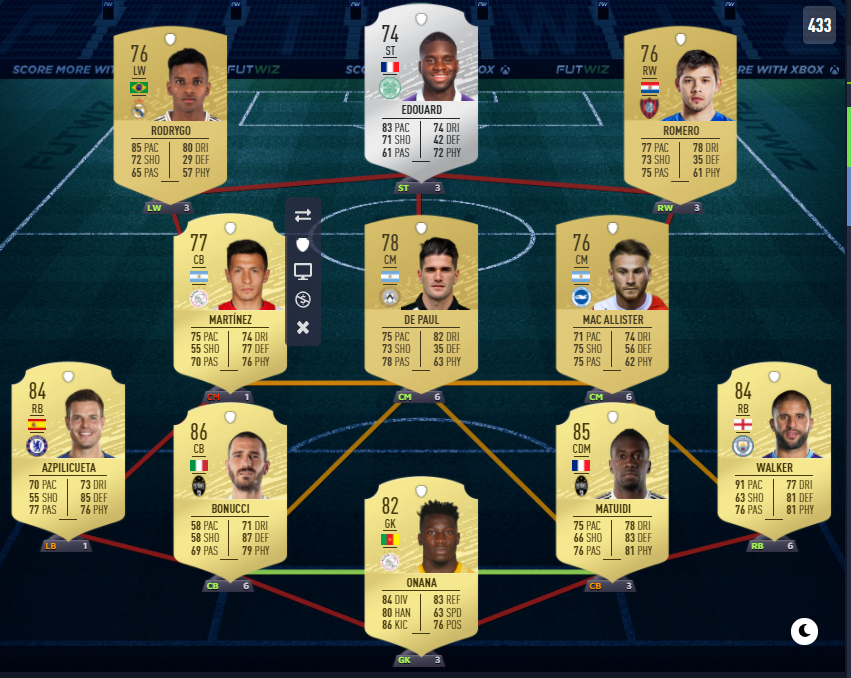 433
SCORE MORE WIT
FUTWIZ
FUTWIZ
RE WITH XBOX
76
LW
RODRYGO
85 PAC 80 DRI
72 SHO 29 DEF
65 PAS 57 PHY
LW 3
74
ST
EDOUARD
83 PAC 74 DRI
71 SHO 42 DEF
61 PAS 72 PHY
ST 3
76
RW
ROMERO
77 PAC 78 DRI
73 SHO 35 DEF
75 PAS 61 PHY
RW 3
77
CB
MARTÍNEZ
75 PAC 74 DRI
55 SHO 77 DEF
70 PAS 76 PHY
CM 1
78
CM
DE PAUL
75 PAC 82 DRI
73 SHO 35 DEF
78 PAS 63 PHY
CM 6
76
CM
MAC ALLISTER
71 PAC 74 DRI
75 SHO 56 DEF
75 PAS 62 PHY
CM 6
84
RB
AZPILICUETA
70 PAC 73 DRI
55 SHO 85 DEF
77 PAS 76 PHY
LB 1
86
CB
BONUCCI
58 PAC 71 DRI
58 SHO 87 DEF
69 PAS 79 PHY
CB 6
82
GK
ONANA
84 DIV 83 REF
80 HAN 63 SPD
86 KIC 76 POS
GK 3
85
CDM
MATUIDI
75 PAC 78 DRI
66 SHO 83 DEF
76 PAS 81 PHY
CB 3
84
RB
WALKER
91 PAC 77 DRI
63 SHO 81 DEF
76 PAS 81 PHY
RB 6